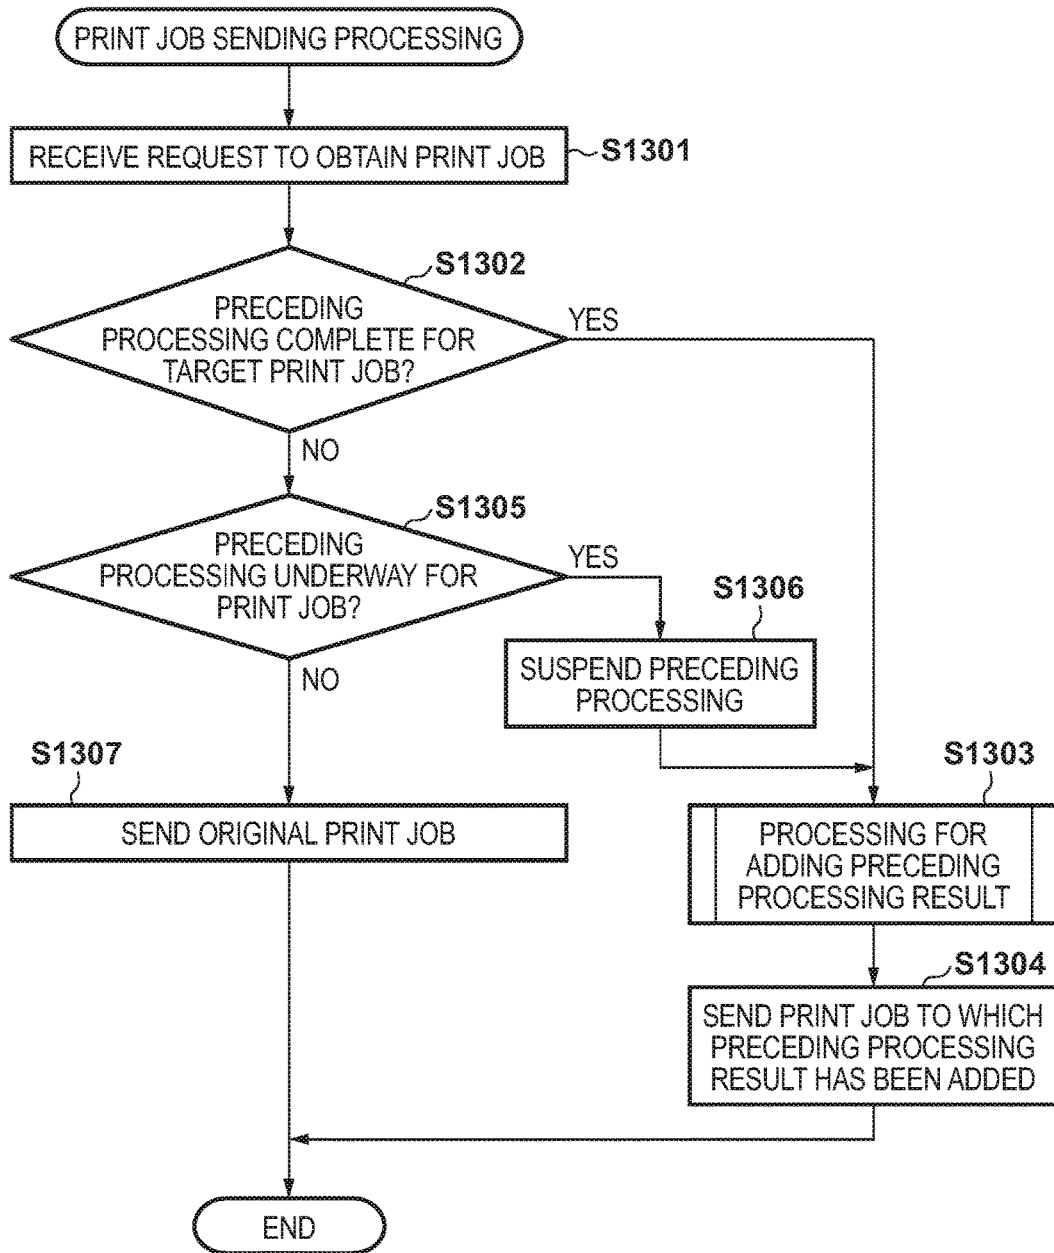 PRINT JOB SENDING PROCESSING
RECEIVE REQUEST TO OBTAIN PRINT JOB
S1301
S1302
PRECEDING
PROCESSING COMPLETE FOR
TARGET PRINT JOB?
YES
NO
S1305
PRECEDING
PROCESSING UNDERWAY FOR
PRINT JOB?
YES
NO
S1306
SUSPEND PRECEDING
PROCESSING
S1307
SEND ORIGINAL PRINT JOB
S1303
PROCESSING FOR
ADDING PRECEDING
PROCESSING RESULT
S1304
SEND PRINT JOB TO WHICH
PRECEDING PROCESSING
RESULT HAS BEEN ADDED
END